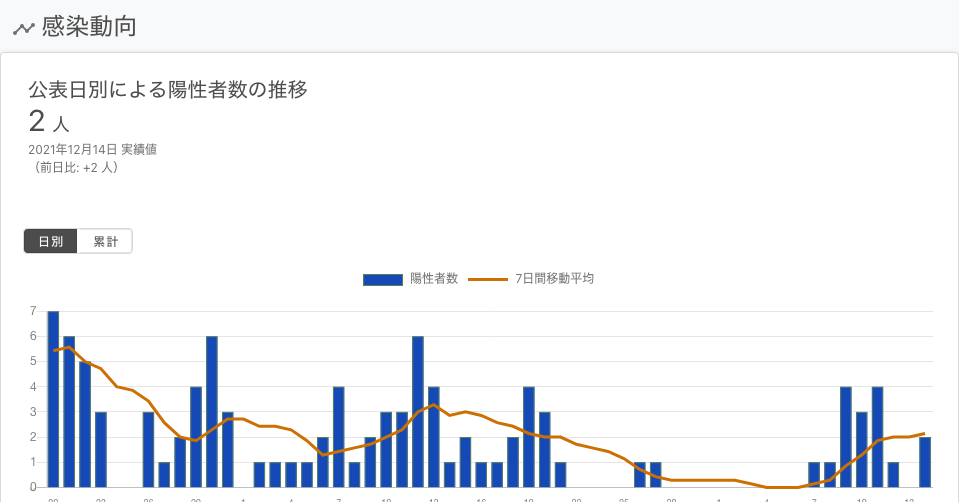 感染動向
公表日別による陽性者数の推移
2 人
2021年12月14日 実績値
（前日比: +2 人）
日別 累計
陽性者数 7日間移動平均
7
6
5
4
3
2
1
0